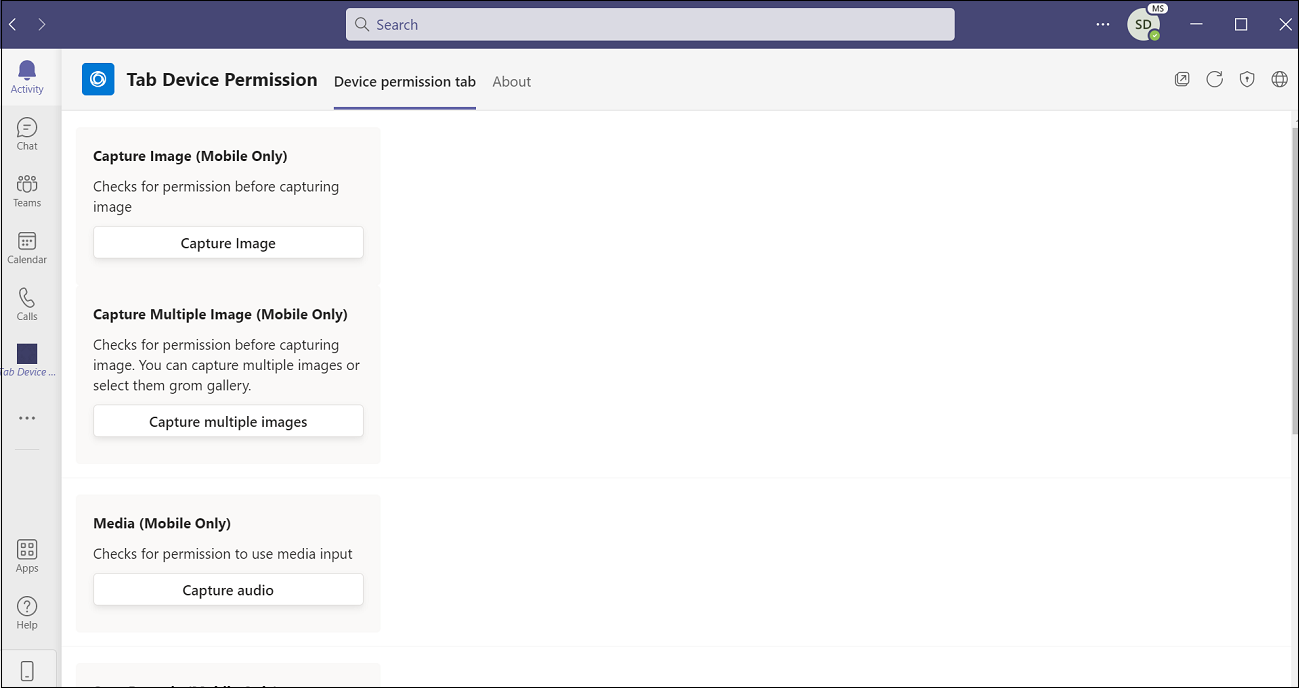 Search
MS
SD
Activity
Chat
Teams
Calendar
Calls
Tab Device ...
Apps
Help
Tab Device Permission
Device permission tab
About
Capture Image (Mobile Only)
Checks for permission before capturing
image
Capture Image
Capture Multiple Image (Mobile Only)
Checks for permission before capturing
image. You can capture multiple images or
select them grom gallery.
Capture multiple images
Media (Mobile Only)
Checks for permission to use media input
Capture audio